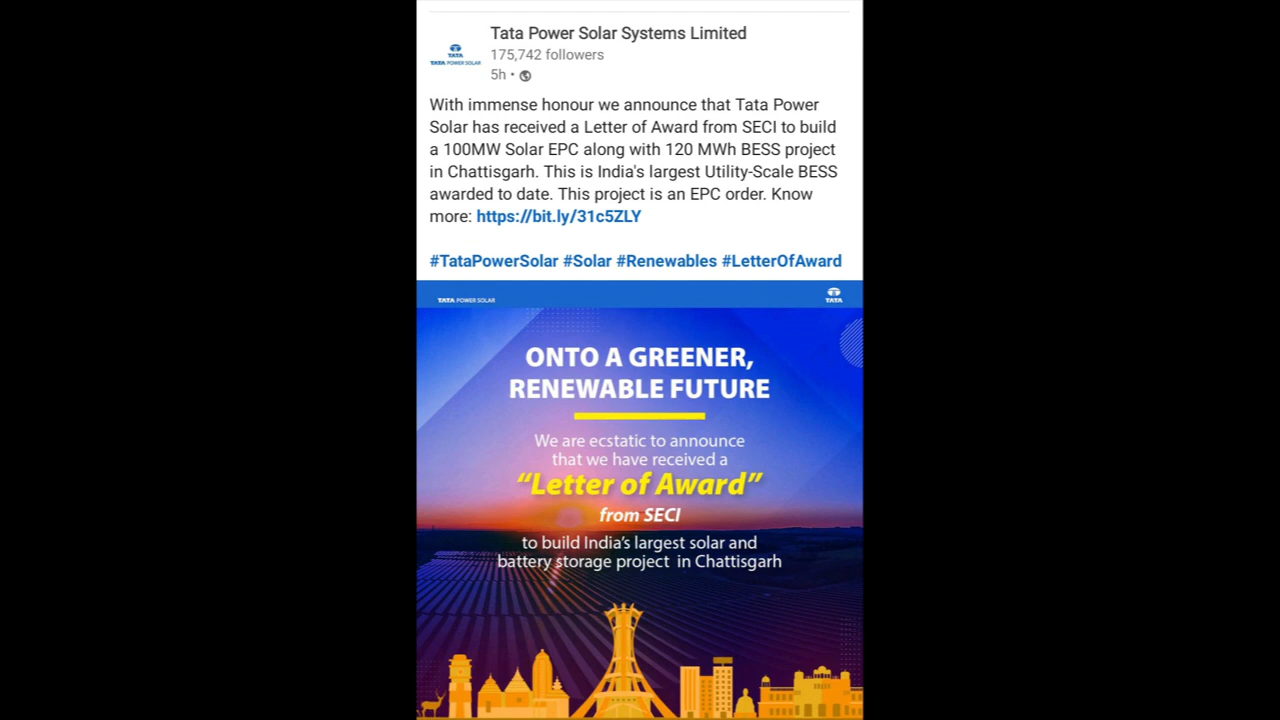 Tata Power Solar Systems Limited
175,742 followers
5h •
TATA
TATA POWER SOLAR
With immense honour we announce that Tata Power
Solar has received a Letter of Award from SECI to build
a 100MW Solar EPC along with 120 MWh BESS project
in Chattisgarh. This is India's largest Utility-Scale BESS
awarded to date. This project is an EPC order. Know
more: https://bit.ly/31c5ZLY
#TataPowerSolar #Solar #Renewables #LetterOfAward
TATA POWER SOLAR
TATA
ONTO A GREENER,
RENEWABLE FUTURE
We are ecstatic to announce
that we have received a
“Letter of Award”
from SECI
to build India’s largest solar and
battery storage project in Chattisgarh